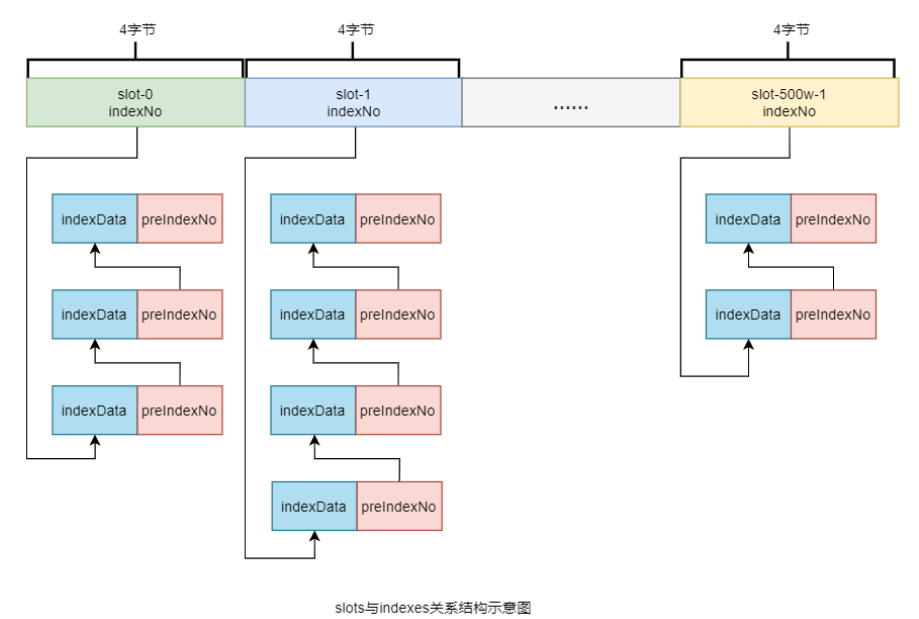 4字节
4字节
4字节
slot-0
indexNo
slot-1
indexNo
......
slot-500w-1
indexNo
indexData preIndexNo
indexData preIndexNo
indexData preIndexNo
indexData preIndexNo
indexData preIndexNo
indexData preIndexNo
indexData preIndexNo
indexData preIndexNo
indexData preIndexNo
slots与indexes关系结构示意图